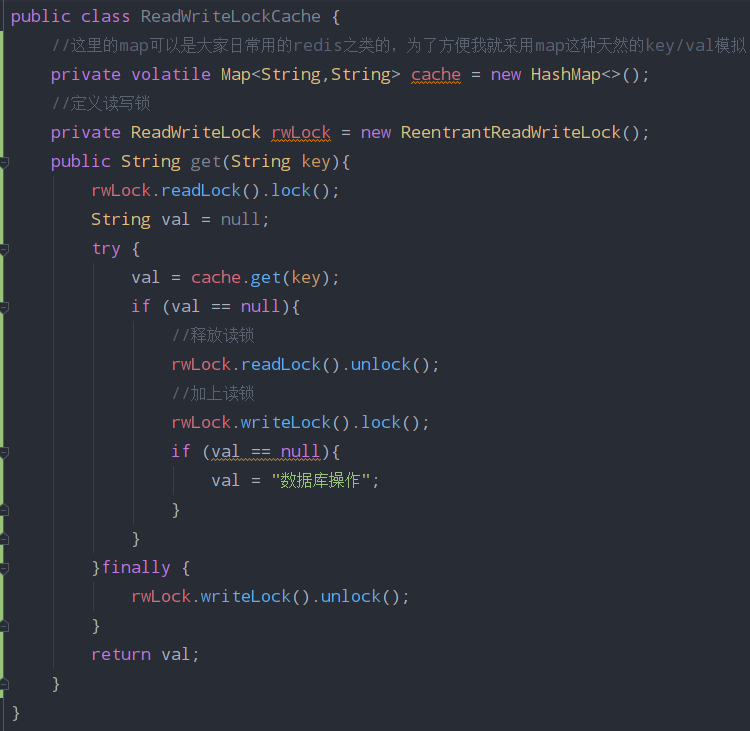 public class ReadWriteLockCache {
//这里的map可以是大家日常用的redis之类的，为了方便我就采用map这种天然的key/val模拟
private volatile Map<String,String> cache = new HashMap<>();
//定义读写锁
private ReadWriteLock rwLock = new ReentrantReadWriteLock();
public String get(String key){
rwLock.readLock().lock();
String val = null;
try {
val = cache.get(key);
if (val == null){
//释放读锁
rwLock.readLock().unlock();
//加上读锁
rwLock.writeLock().lock();
if (val == null){
val = "数据库操作";
}
}
}finally {
rwLock.writeLock().unlock();
}
return val;
}
}